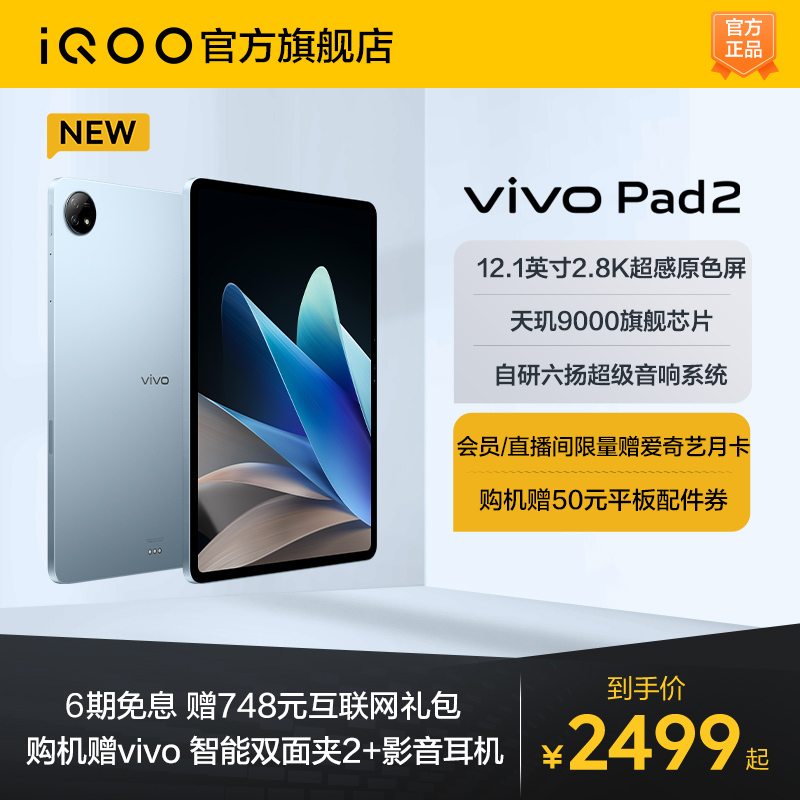 iQOO官方旗舰店
官方
正品
NEW
vivo
vivo Pad2
12.1英寸2.8K超感原色屏
天玑9000旗舰芯片
自研六扬超级音响系统
会员/直播间限量赠爱奇艺月卡
购机赠50元平板配件券
6期免息 赠748元互联网礼包
购机赠vivo 智能双面夹2+影音耳机
到手价
¥2499起